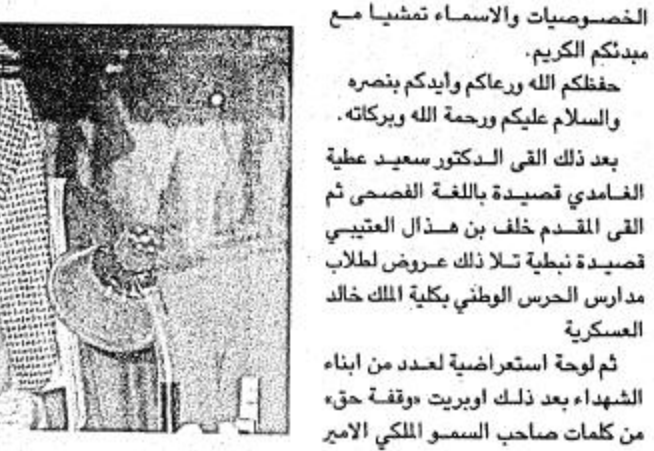 الخصوصيات والاسماء تمشيا مع
مبدئكم الكريم.
حفظكم الله ورعاكم وأيدكم بنصره
والسلام عليكم ورحمة الله وبركاته.
بعد ذلك القى الدكتور سعيد عطية
الغامدي قصيدة باللغة الفصحى ثم
القى المقدم خلف بن هذال العتيبي
قصيدة نبطية تلا ذلك عروض لطلاب
مدارس الحرس الوطني بكلية الملك خالد
العسكرية
ثم لوحة استعراضية لعدد من ابناء
الشهداء بعد ذلك اوبريت «وقفة حق»
من كلمات صاحب السمو الملكي الامير